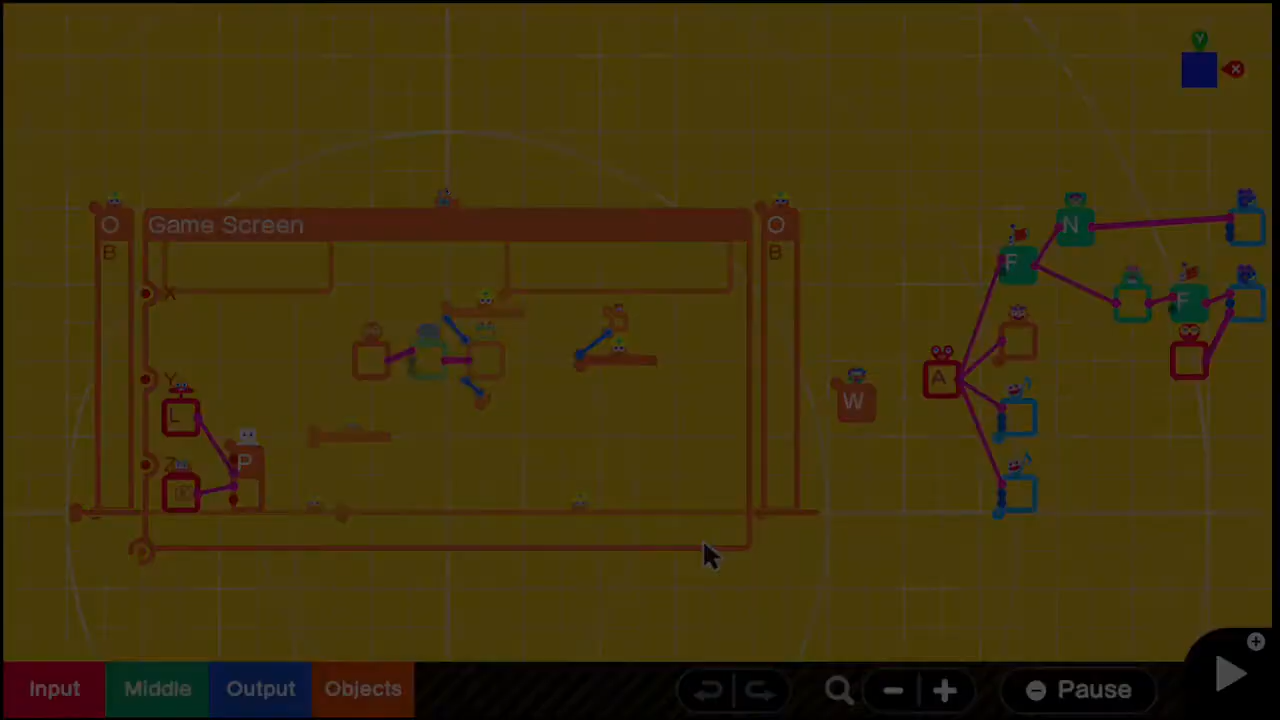 Y
X
O Game Screen O
B B
N
F
X
F
Y
A
L
W
Z
P
Input Middle Output Objects Pause